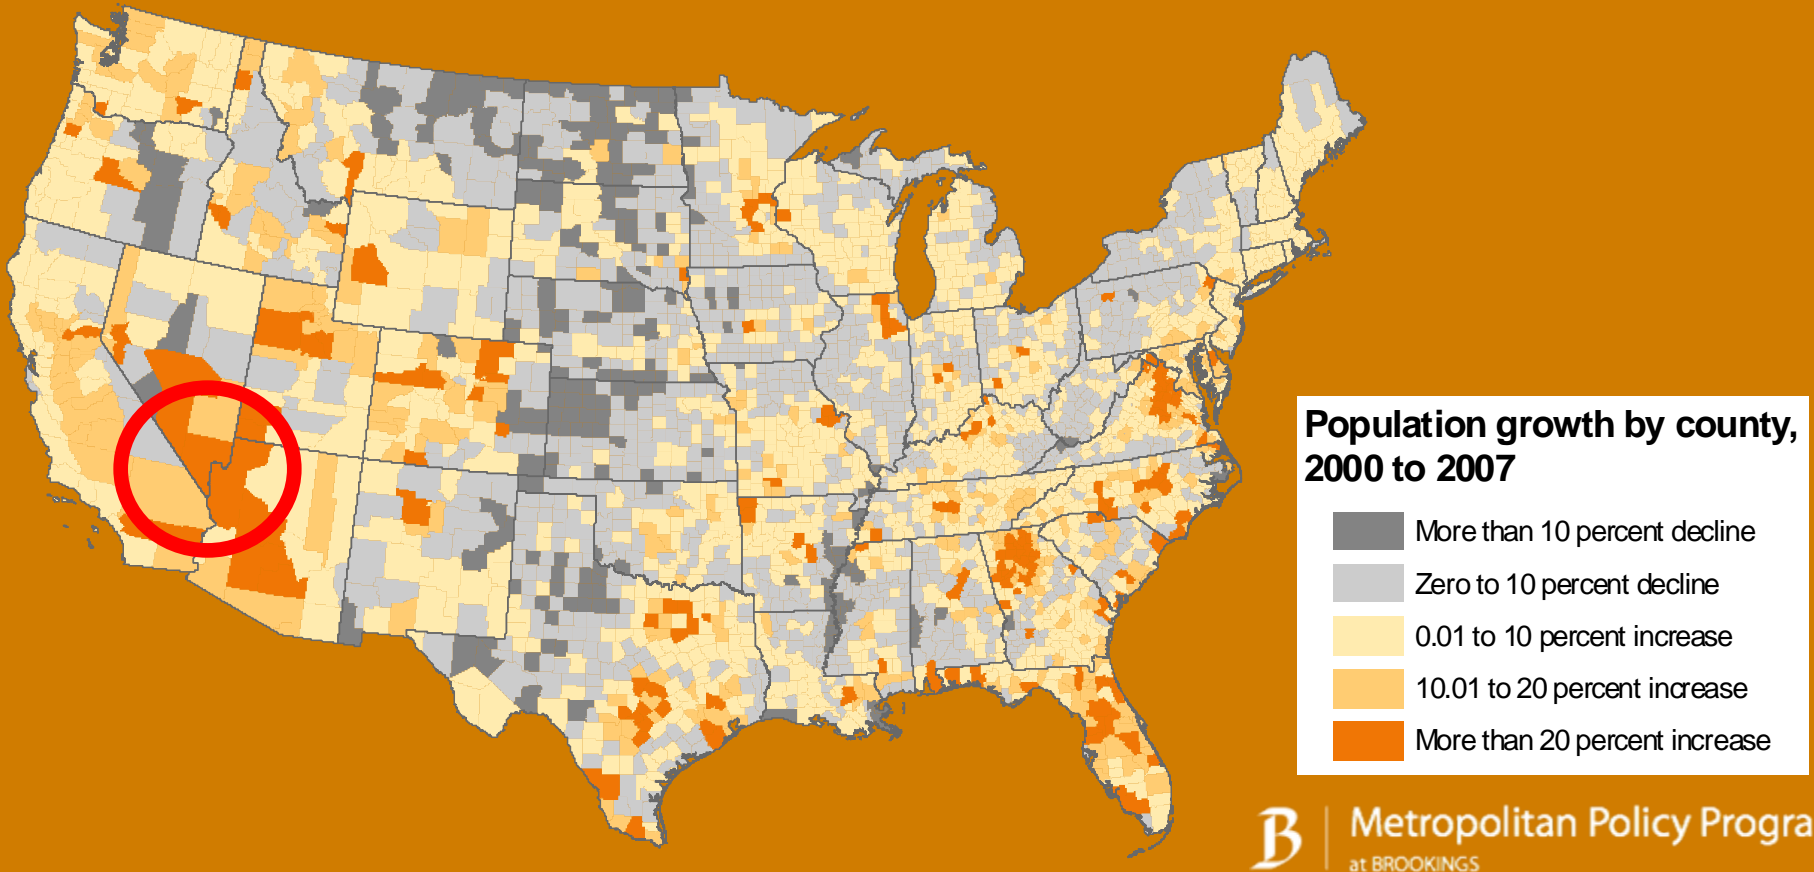 Population growth by county,
2000 to 2007
More than 10 percent decline
Zero to 10 percent decline
0.01 to 10 percent increase
10.01 to 20 percent increase
More than 20 percent increase
B
Metropolitan Policy Progra
at BROOKINGS